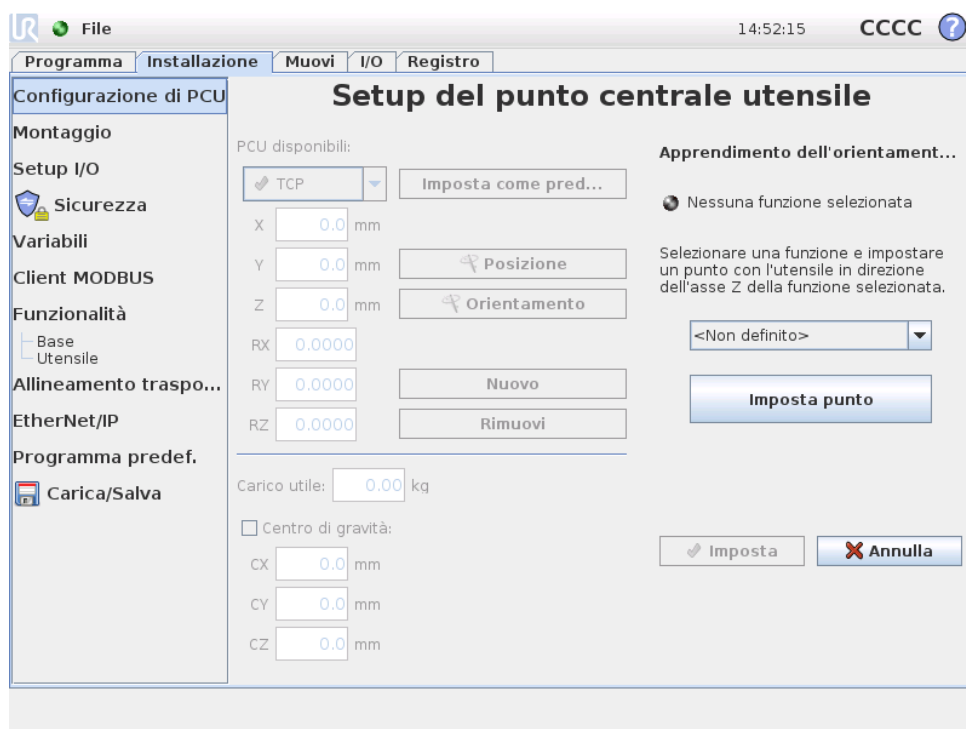 UR File 14:52:15 CCCC ?
Programma Installazione Muovi I/O Registro
Configurazione di PCU
Montaggio
Setup I/O
Sicurezza
Variabili
Client MODBUS
Funzionalità
Base
Utensile
Allineamento traspo...
EtherNet/IP
Programma predef.
Carica/Salva
Setup del punto centrale utensile
PCU disponibili:
TCP Imposta come pred...
X 0.0 mm
Y 0.0 mm Posizione
Z 0.0 mm Orientamento
RX 0.0000
RY 0.0000 Nuovo
RZ 0.0000 Rimuovi
Carico utile: 0.00 kg
Centro di gravità:
CX 0.0 mm
CY 0.0 mm
CZ 0.0 mm
Apprendimento dell'orientament...
Nessuna funzione selezionata
Selezionare una funzione e impostare
un punto con l'utensile in direzione
dell'asse Z della funzione selezionata.
<Non definito>
Imposta punto
Imposta Annulla